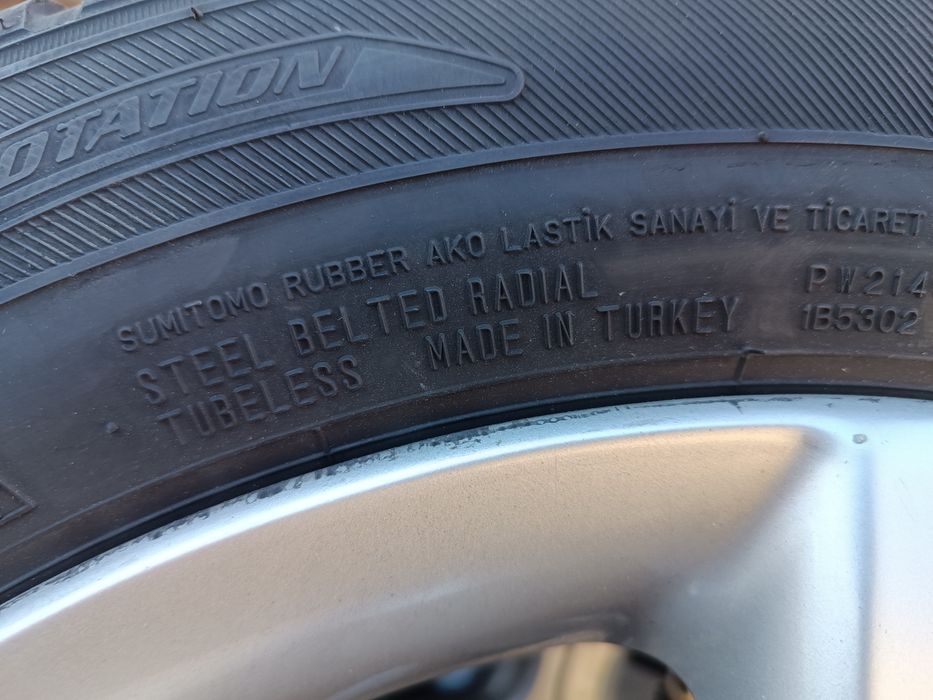 OTATION
SUMITOMO RUBBER AKO LASTİK SANAYİ VE TİCARET
STEEL BELTED RADIAL
TUBELESS MADE IN TURKEY
PW214
1B5302